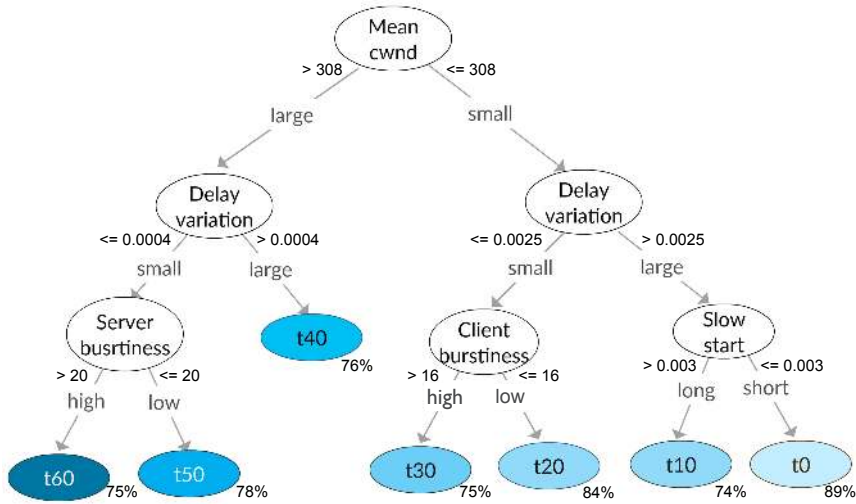 Mean
cwnd
> 308
<= 308
large
small
Delay
variation
Delay
variation
<= 0.0004
> 0.0004
<= 0.0025
> 0.0025
small
large
small
large
Server
busrtiness
t40
76%
Client
burstiness
Slow
start
> 20
<= 20
> 16
<= 16
> 0.003
<= 0.003
high
low
high
low
long
short
t60
75%
t50
78%
t30
75%
t20
84%
t10
74%
t0
89%